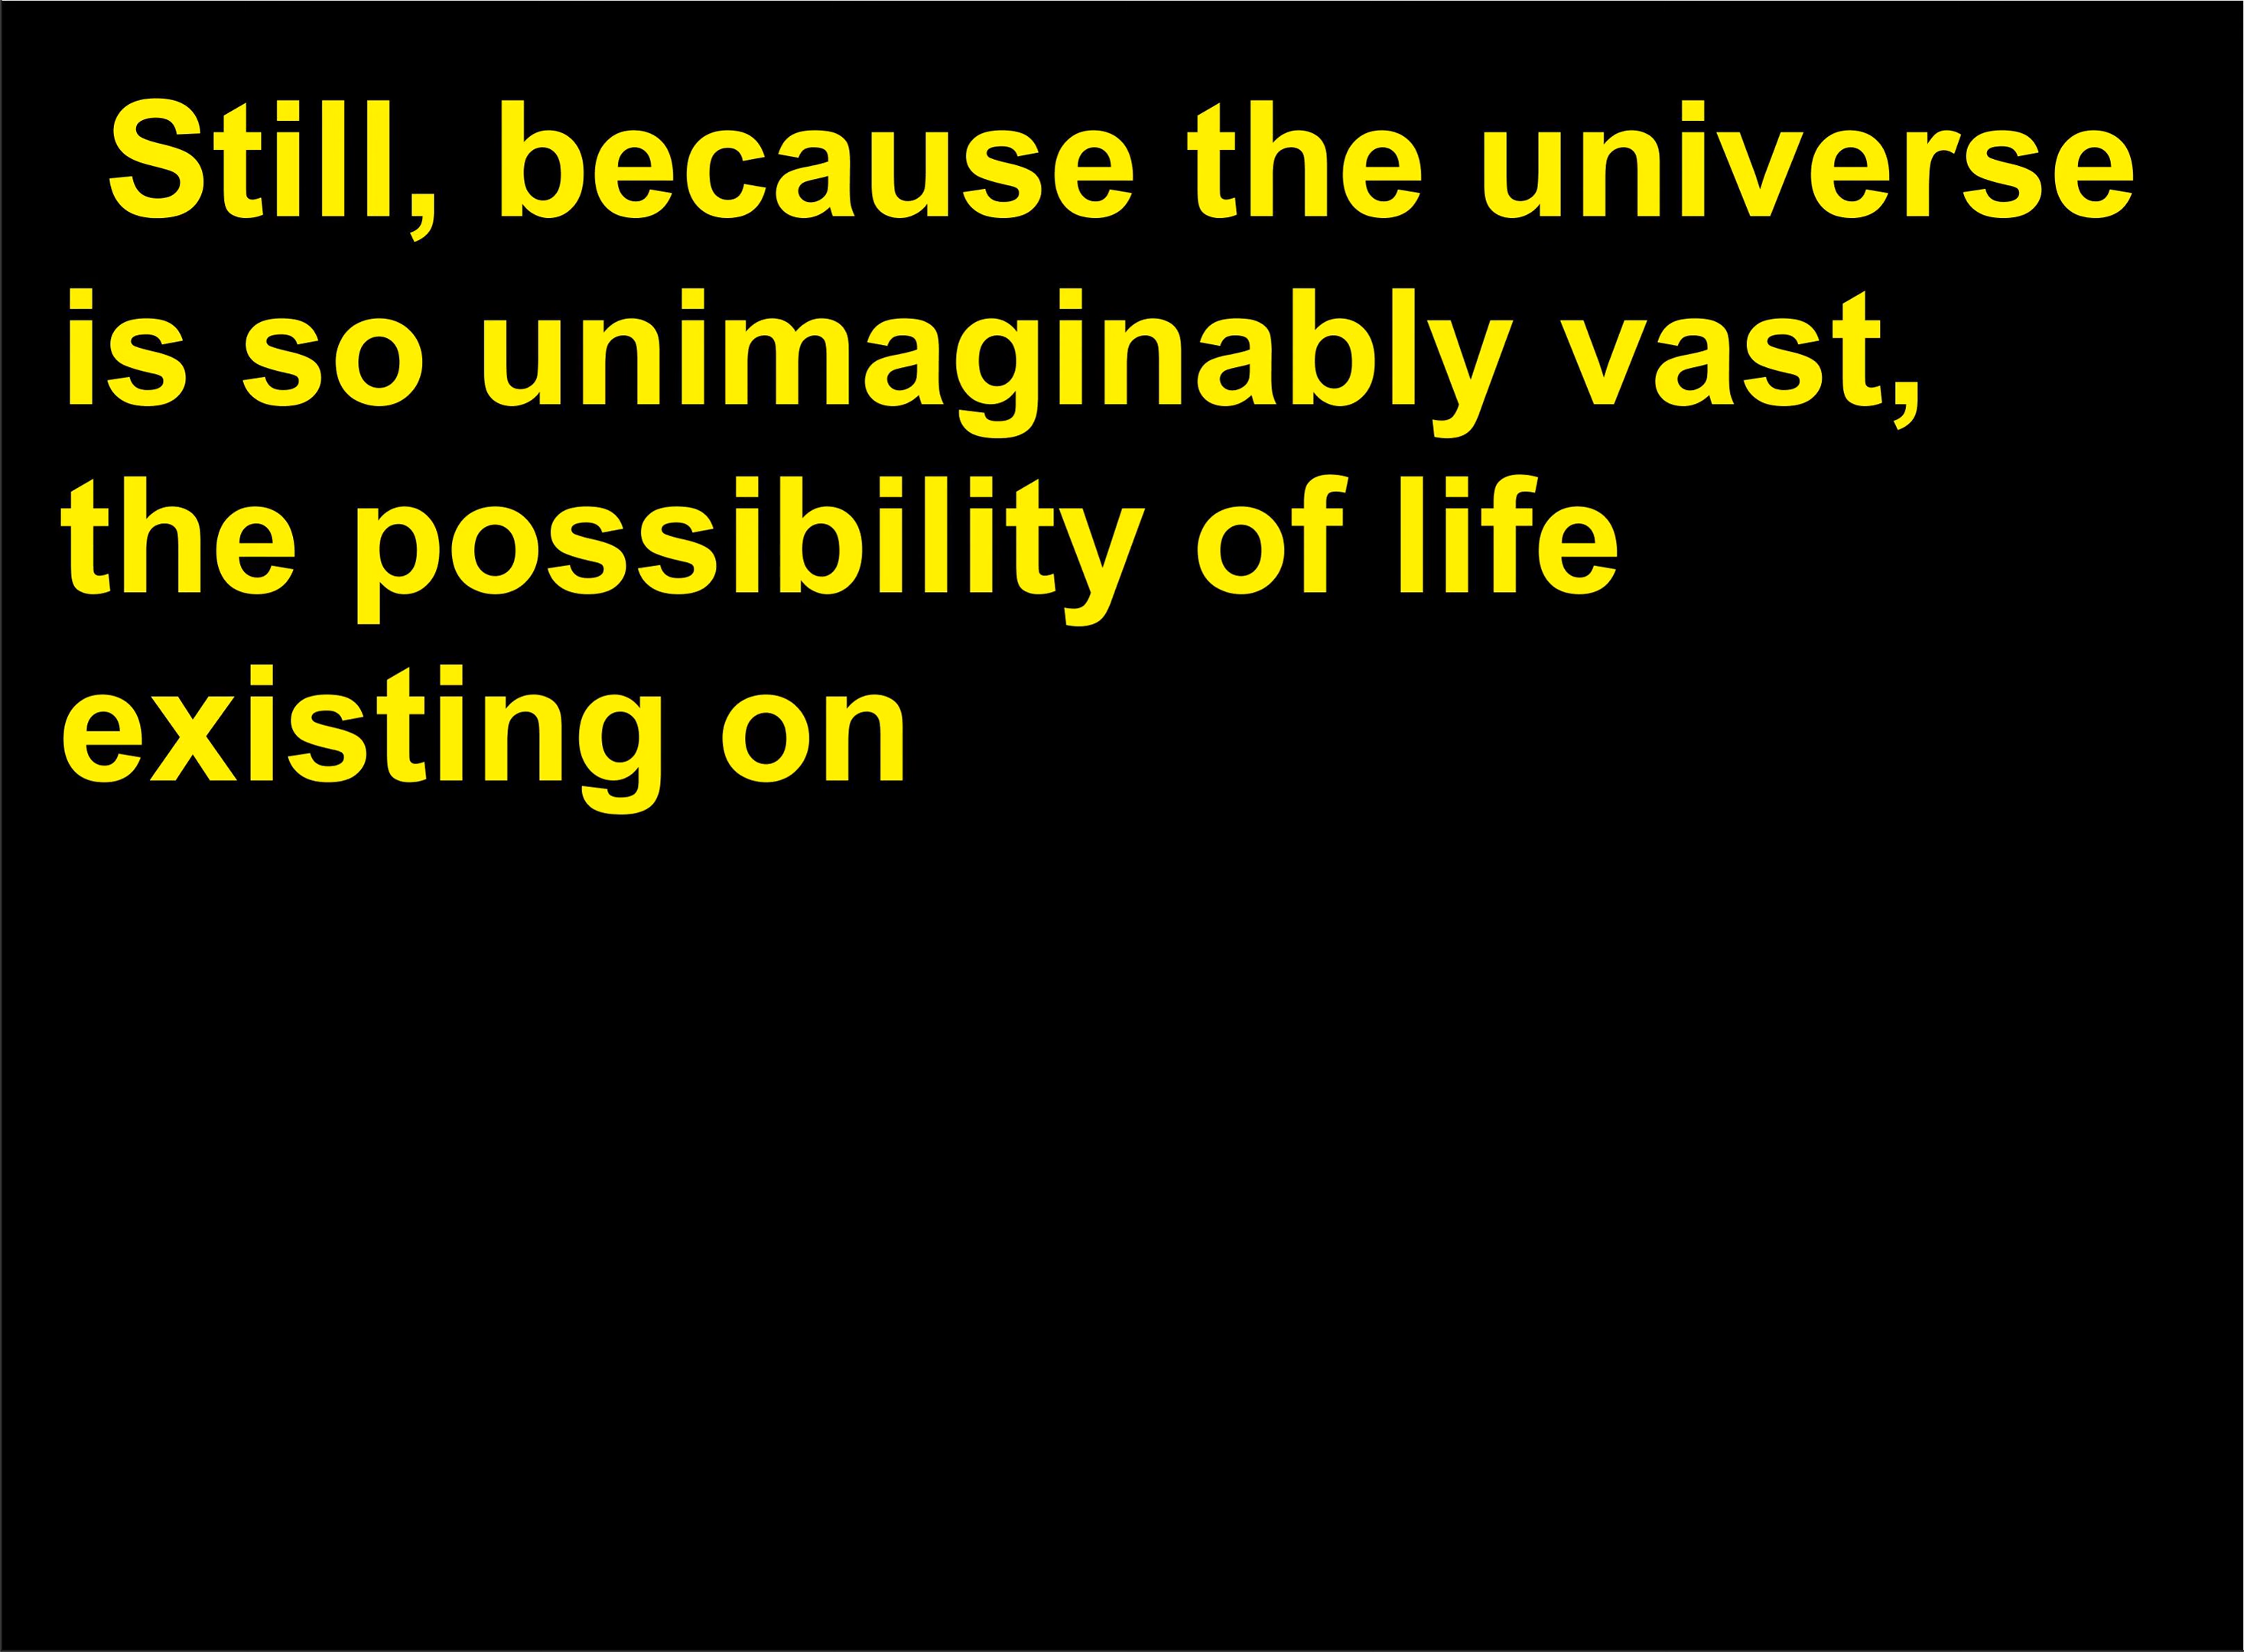 Still, because the universe
is so unimaginably vast,
the possibility of life
existing on